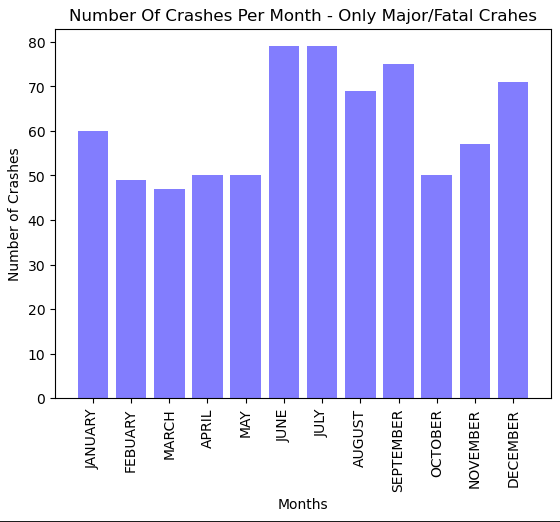 Number Of Crashes Per Month - Only Major/Fatal Crahes
80
70
60
50
40
30
20
10
0
Number of Crashes
JANUARY
FEBUARY
MARCH
APRIL
MAY
JUNE
JULY
AUGUST
SEPTEMBER
OCTOBER
NOVEMBER
DECEMBER
Months